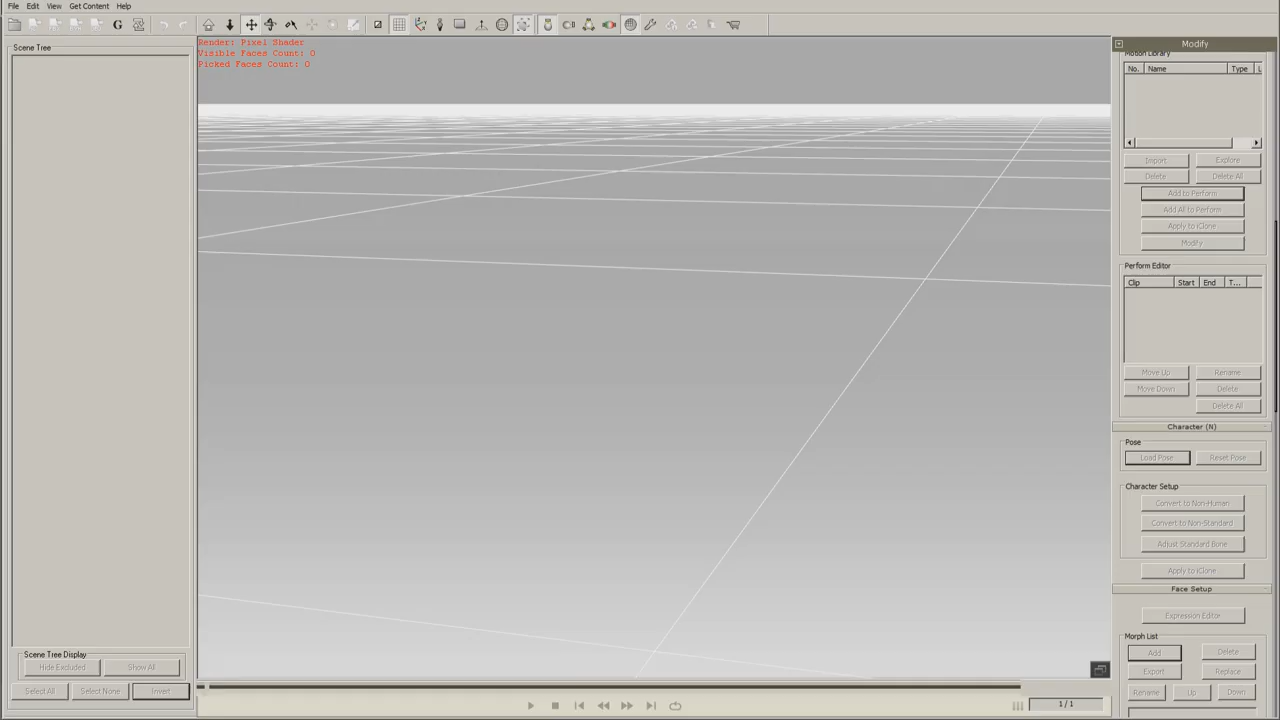 File Edit View Get Content Help
G
Scene Tree
Render: Pixel Shader
Visible Faces Count: 0
Picked Faces Count: 0
Modify
Motion Library
No. Name Type L
Import Explore
Delete Delete All
Add to Perform
Add All to Perform
Apply to iClone
Modify
Perform Editor
Clip Start End T...
Move Up Rename
Move Down Delete
Delete All
Character (N)
Pose
Load Pose Reset Pose
Character Setup
Convert to Non-Human
Convert to Non-Standard
Adjust Standard Bone
Apply to iClone
Face Setup
Expression Editor
Morph List
Add Delete
Export Replace
Rename Up Down
Scene Tree Display
Hide Excluded Show All
Select All Select None Invert
1 / 1